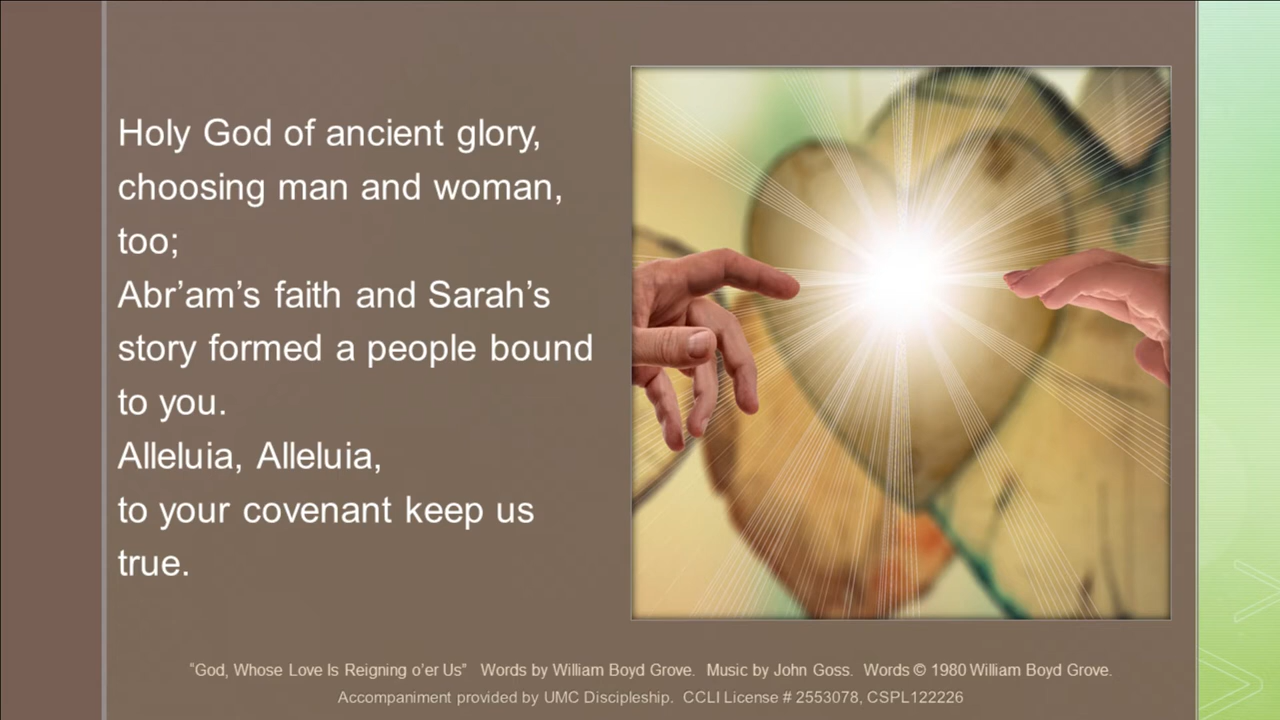 Holy God of ancient glory,
choosing man and woman,
too;
Abr’am’s faith and Sarah’s
story formed a people bound
to you.
Alleluia, Alleluia,
to your covenant keep us
true.
“God, Whose Love Is Reigning o’er Us”   Words by William Boyd Grove.  Music by John Goss.  Words © 1980 William Boyd Grove.
Accompaniment provided by UMC Discipleship.  CCLI License # 2553078, CSPL122226